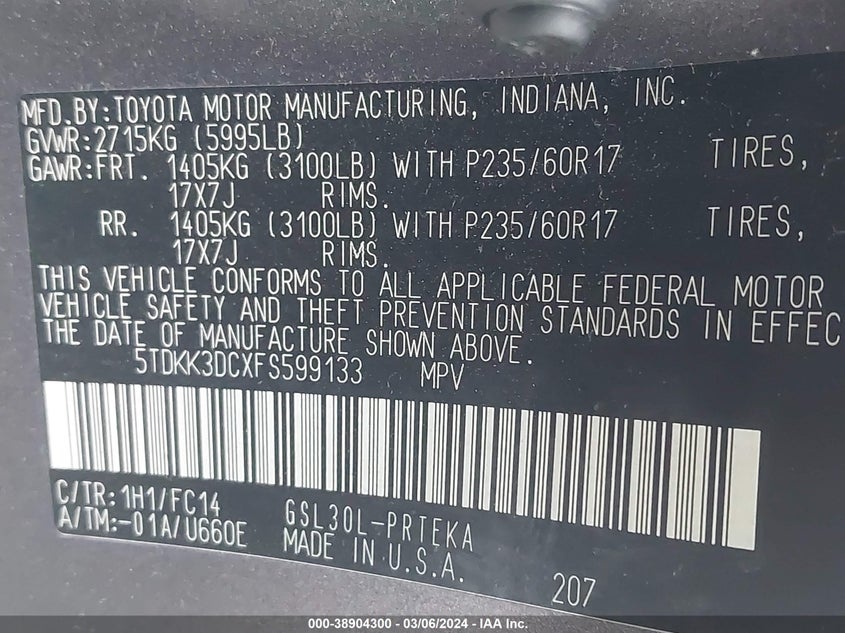 MFD.BY:TOYOTA MOTOR MANUFACTURING, INDIANA, INC.
GVWR:2715KG (5995LB)
GAWR:FRT. 1405KG (3100LB) WITH P235/60R17 TIRES,
17X7J RIMS.
RR. 1405KG (3100LB) WITH P235/60R17 TIRES,
17X7J RIMS.
THIS VEHICLE CONFORMS TO ALL APPLICABLE FEDERAL MOTOR
VEHICLE SAFETY AND THEFT PREVENTION STANDARDS IN EFFEC
THE DATE OF MANUFACTURE SHOWN ABOVE.
5TDKK3DCXFS599133 MPV
C/TR:1H1/FC14 GSL30L-PRTEKA
A/TM:-01A/U660E MADE IN U.S.A.
207
000-38904300 - 03/06/2024 - IAA Inc.